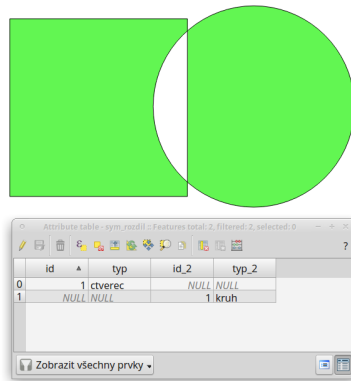 Attribute table - sym_rozdil :: Features total: 2, filtered: 2, selected: 0
?
id typ id_2 typ_2
0 1 ctverec NULL NULL
1 NULL NULL 1 kruh
Zobrazit všechny prvky